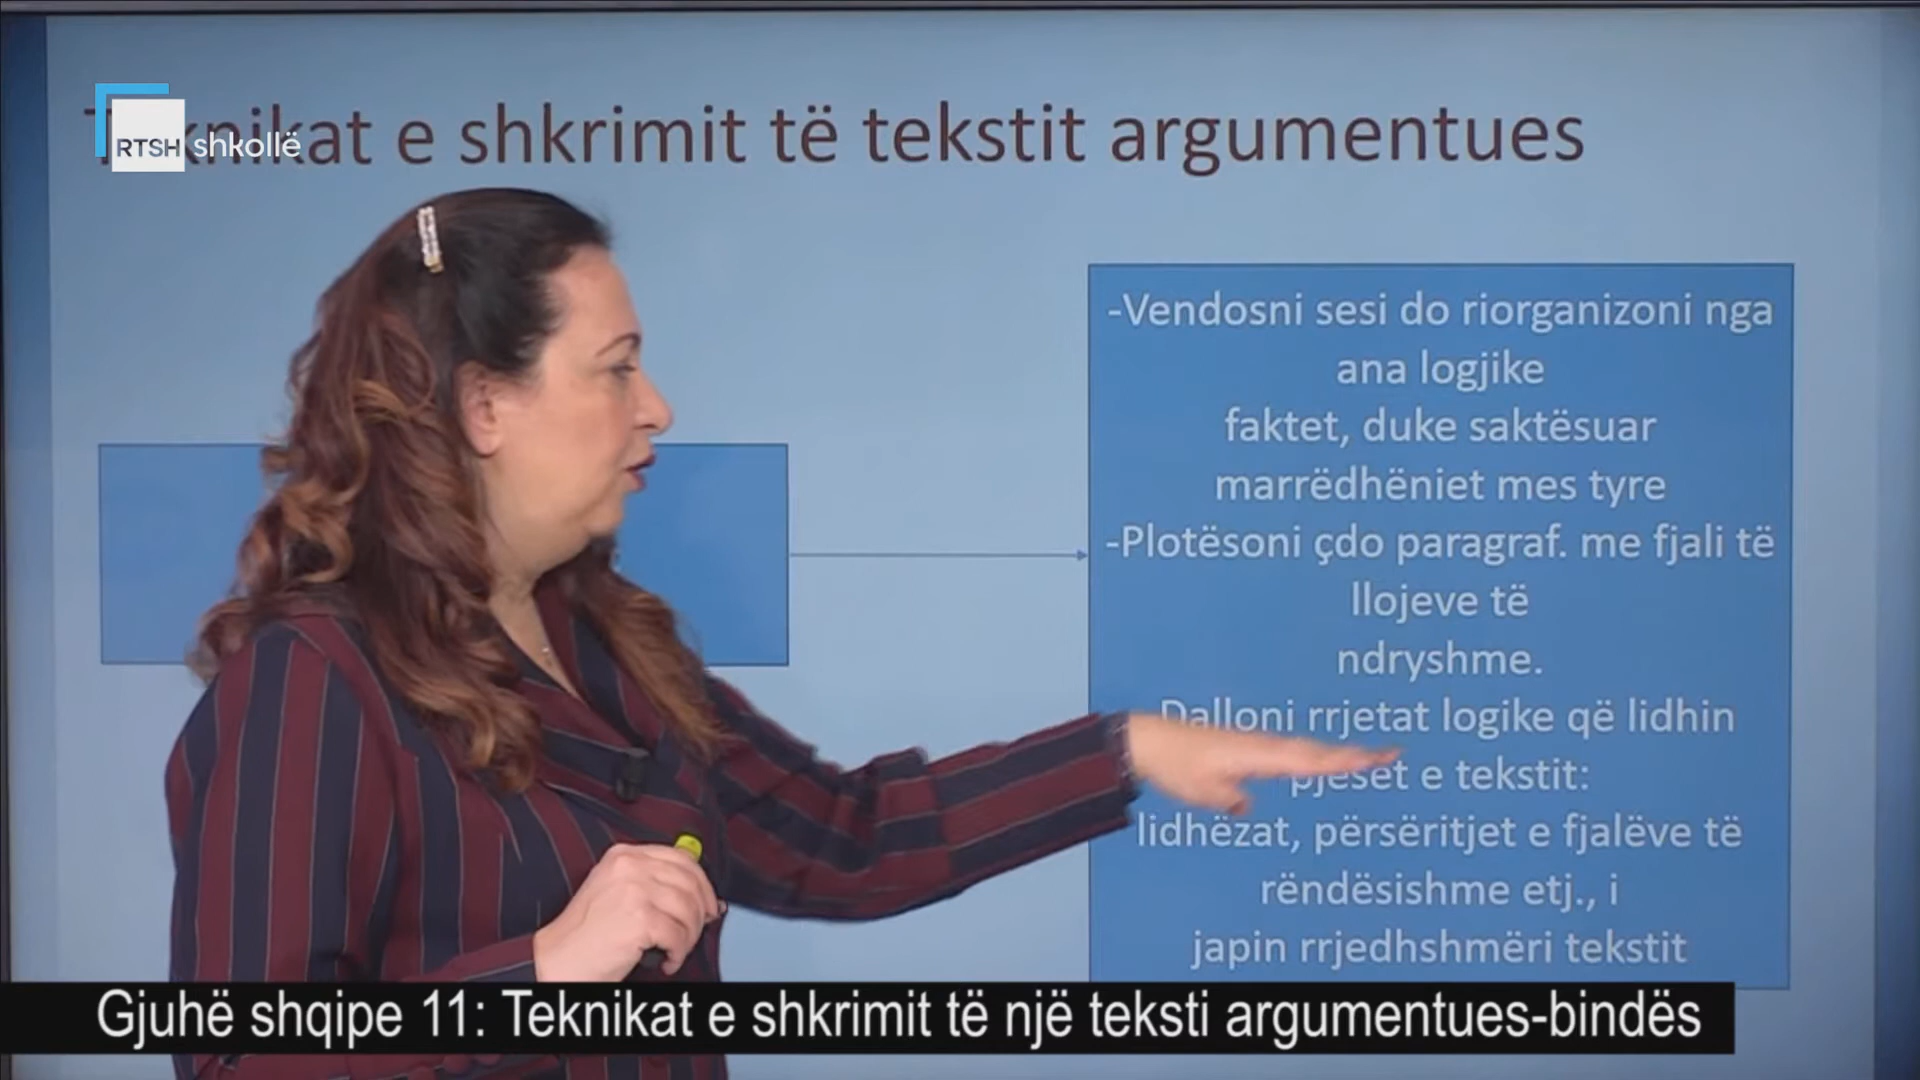 Teknikat e shkrimit të tekstit argumentues
RTSH shkollë
-Vendosni sesi do riorganizoni nga
ana logjike
faktet, duke saktësuar
marrëdhëniet mes tyre
-Plotësoni çdo paragraf. me fjali të
llojeve të
ndryshme.
Dalloni rrjetat logike që lidhin
pjesët e tekstit:
lidhëzat, përsëritjet e fjalëve të
rëndësishme etj., i
japin rrjedhshmëri tekstit
Gjuhë shqipe 11: Teknikat e shkrimit të një teksti argumentues-bindës